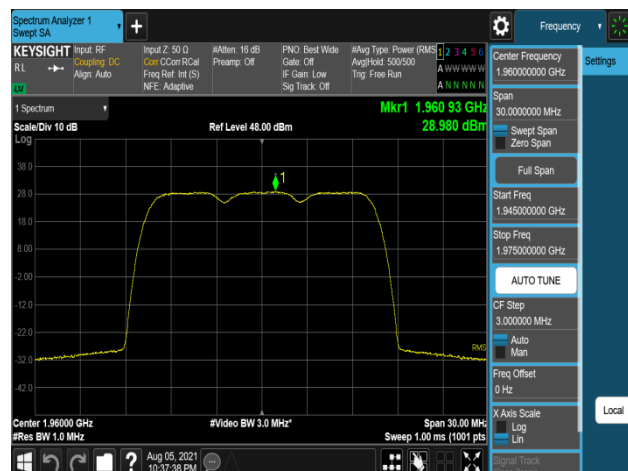 Spectrum Analyzer 1
Swept SA
Frequency
KEYSIGHT
RL
LXI
Input: RF
Coupling: DC
Align: Auto
Input Z: 50 Ω
Corr CCorr RCal
Freq Ref: Int (S)
NFE: Adaptive
#Atten: 16 dB
Preamp: Off
PNO: Best Wide
Gate: Off
IF Gain: Low
Sig Track: Off
#Avg Type: Power (RMS
Avg|Hold: 500/500
Trig: Free Run
1 2 3 4 5 6
A W W W W W
A N N N N N
1 Spectrum
Scale/Div 10 dB
Log
Ref Level 48.00 dBm
Mkr1 1.960 93 GHz
28.980 dBm
38.0
28.0
18.0
8.00
-2.00
-12.0
-22.0
-32.0
-42.0
1
RMS
Center 1.96000 GHz
#Res BW 1.0 MHz
#Video BW 3.0 MHz*
Span 30.00 MHz
Sweep 1.00 ms (1001 pts
Aug 05, 2021
10:37:38 PM
Center Frequency
1.960000000 GHz
Span
30.0000000 MHz
Swept Span
Zero Span
Full Span
Start Freq
1.945000000 GHz
Stop Freq
1.975000000 GHz
AUTO TUNE
CF Step
3.000000 MHz
Auto
Man
Freq Offset
0 Hz
X Axis Scale
Log
Lin
Signal Track
Settings
Local